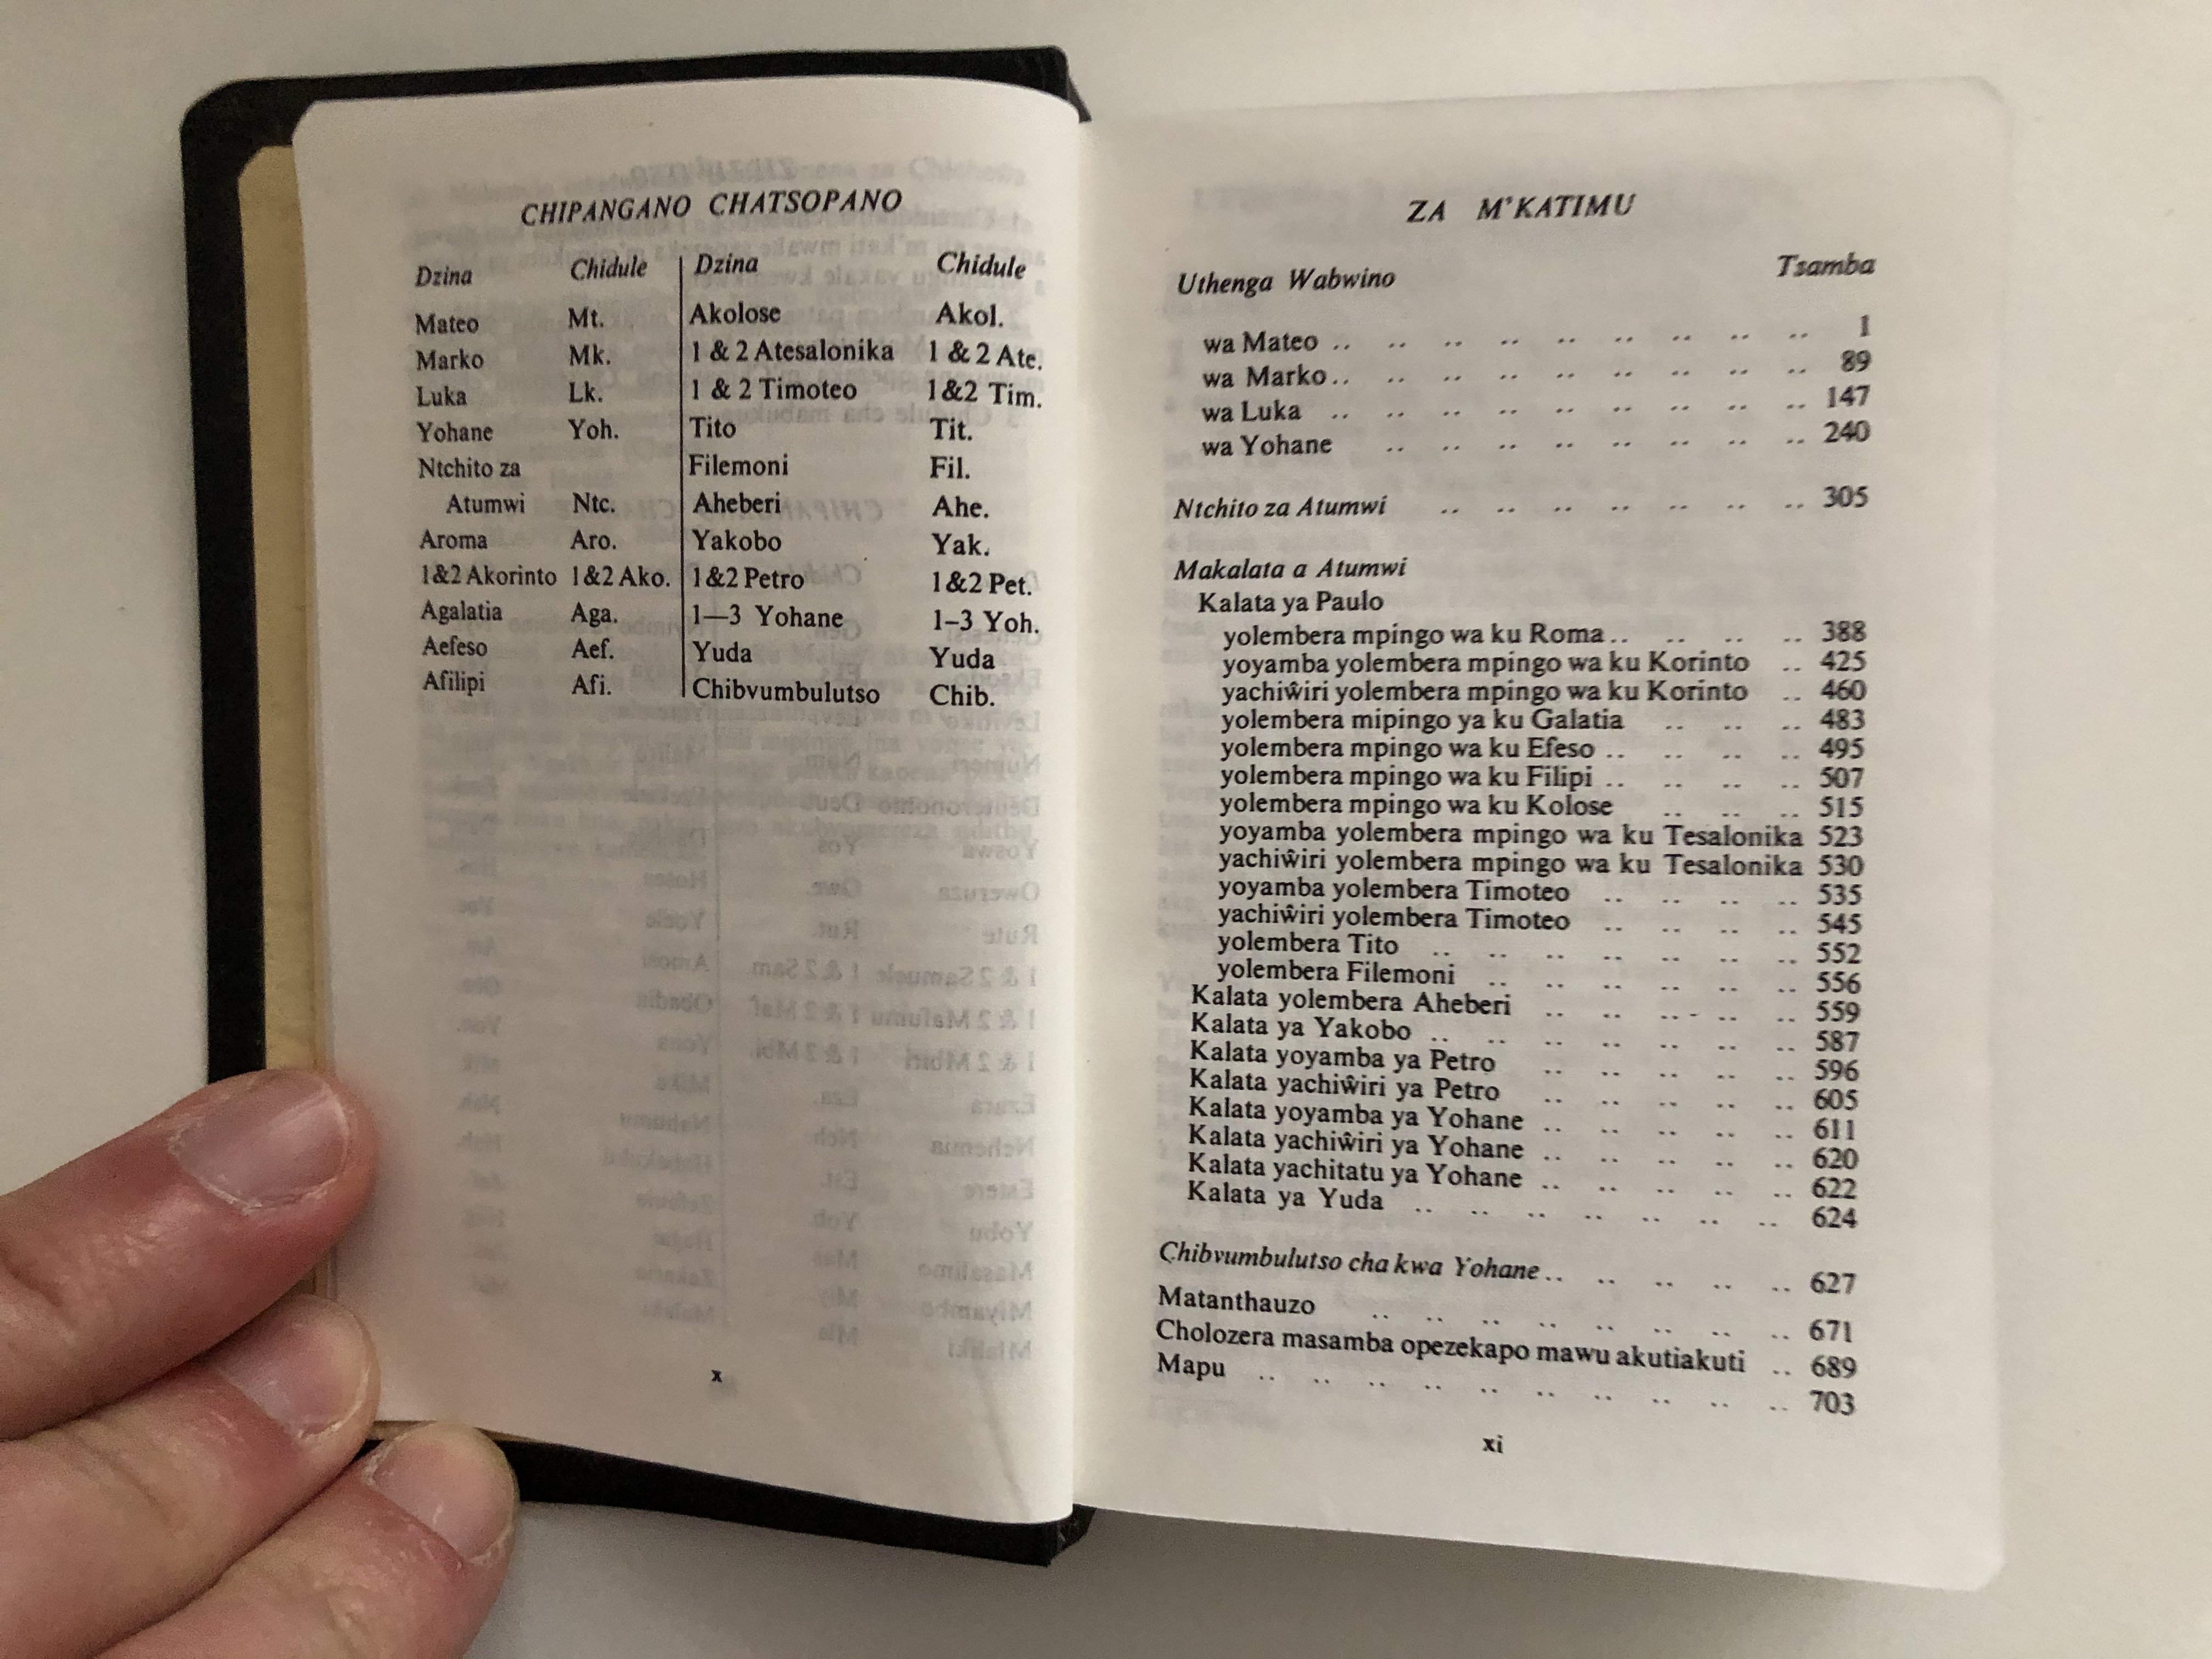 CHIPANGANO CHATSOPANO
Dzina Chidule Dzina Chidule
Mateo Mt. Akolose Akol.
Marko Mk. 1 & 2 Atesalonika 1 & 2 Ate.
Luka Lk. 1 & 2 Timoteo 1&2 Tim.
Yohane Yoh. Tito Tit.
Ntchito za Filemoni Fil.
Atumwi Ntc. Aheberi Ahe.
Aroma Aro. Yakobo Yak.
1&2 Akorinto 1&2 Ako. 1&2 Petro 1&2 Pet.
Agalatia Aga. 1—3 Yohane 1–3 Yoh.
Aefeso Aef. Yuda Yuda
Afilipi Afi. Chibvumbulutso Chib.
x
ZA M'KATIMU
Uthenga Wabwino Tsamba
wa Mateo .. .. .. .. .. .. .. .. .. 1
wa Marko .. .. .. .. .. .. .. .. .. 89
wa Luka .. .. .. .. .. .. .. .. .. 147
wa Yohane .. .. .. .. .. .. .. .. 240
Ntchito za Atumwi .. .. .. .. .. .. .. 305
Makalata a Atumwi
Kalata ya Paulo
yolembera mpingo wa ku Roma .. .. .. .. 388
yoyamba yolembera mpingo wa ku Korinto .. 425
yachiŵiri yolembera mpingo wa ku Korinto .. 460
yolembera mipingo ya ku Galatia .. .. .. 483
yolembera mpingo wa ku Efeso .. .. .. .. 495
yolembera mpingo wa ku Filipi .. .. .. .. 507
yolembera mpingo wa ku Kolose .. .. .. 515
yoyamba yolembera mpingo wa ku Tesalonika 523
yachiŵiri yolembera mpingo wa ku Tesalonika 530
yoyamba yolembera Timoteo .. .. .. .. 535
yachiŵiri yolembera Timoteo .. .. .. .. 545
yolembera Tito .. .. .. .. .. .. .. 552
yolembera Filemoni .. .. .. .. .. .. 556
Kalata yolembera Aheberi .. .. .. .. .. 559
Kalata ya Yakobo .. .. .. .. .. .. .. 587
Kalata yoyamba ya Petro .. .. .. .. .. 596
Kalata yachiŵiri ya Petro .. .. .. .. .. 605
Kalata yoyamba ya Yohane .. .. .. .. .. 611
Kalata yachiŵiri ya Yohane .. .. .. .. .. 620
Kalata yachitatu ya Yohane .. .. .. .. .. 622
Kalata ya Yuda .. .. .. .. .. .. .. 624
Chibvumbulutso cha kwa Yohane .. .. .. .. .. 627
Matanthauzo .. .. .. .. .. .. .. .. 671
Cholozera masamba opezekapo mawu akutiakuti .. 689
Mapu .. .. .. .. .. .. .. .. .. .. 703
xi